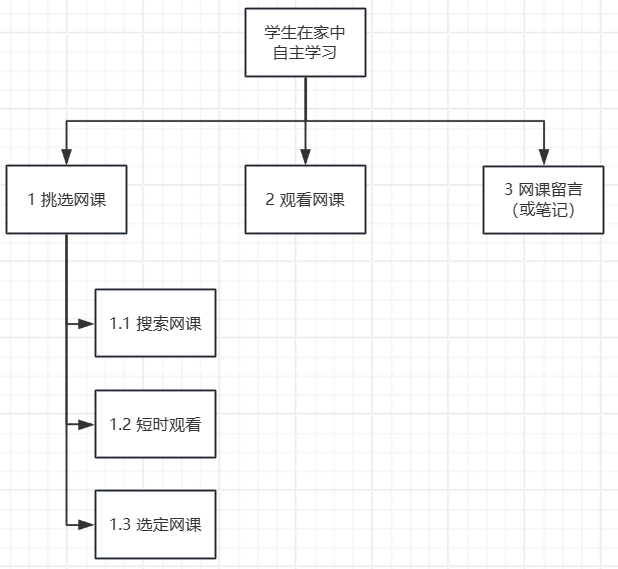 学生在家中
自主学习
1 挑选网课
2 观看网课
3 网课留言
（或笔记）
1.1 搜索网课
1.2 短时观看
1.3 选定网课